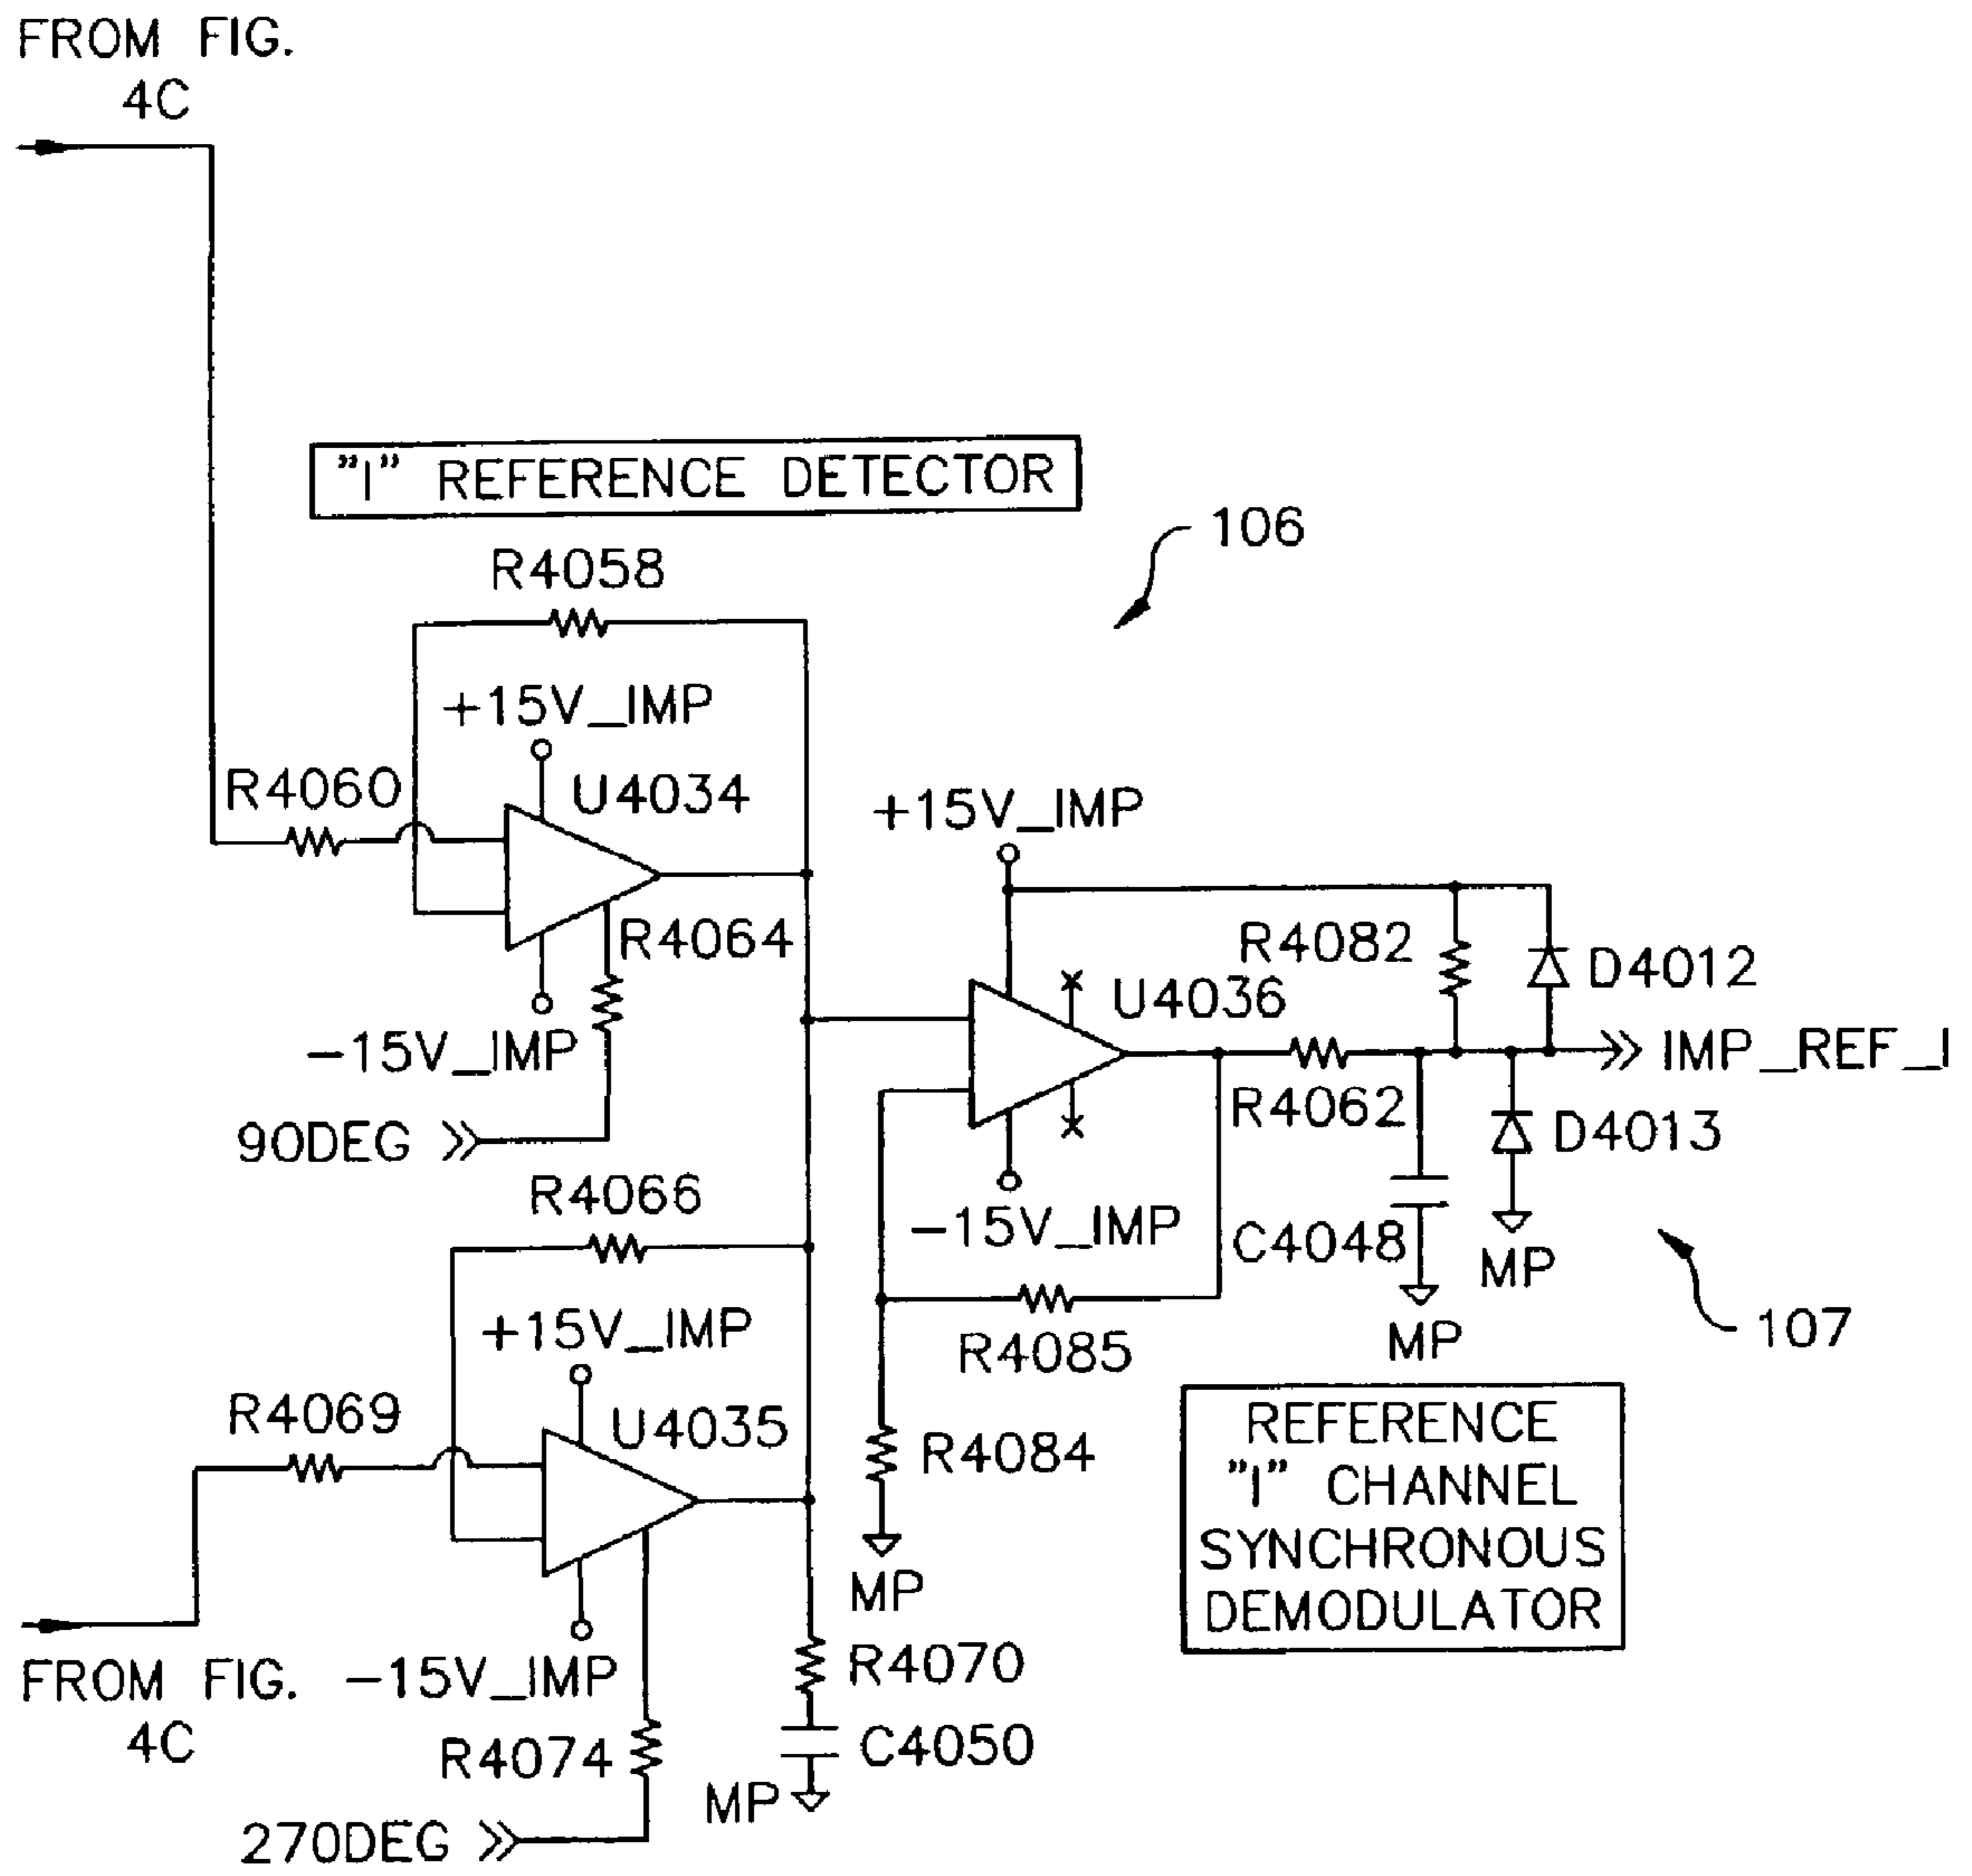 FROM FIG.
4C
"I" REFERENCE DETECTOR
106
R4058
+15V_IMP
R4060
U4034
+15V_IMP
R4064
R4082
D4012
U4036
-15V_IMP
IMP_REF_I
90DEG
R4062
D4013
R4066
-15V_IMP
C4048
MP
+15V_IMP
R4085
MP
107
R4069
U4035
R4084
REFERENCE
"I" CHANNEL
SYNCHRONOUS
DEMODULATOR
MP
FROM FIG.
4C
-15V_IMP
R4070
R4074
C4050
MP
270DEG